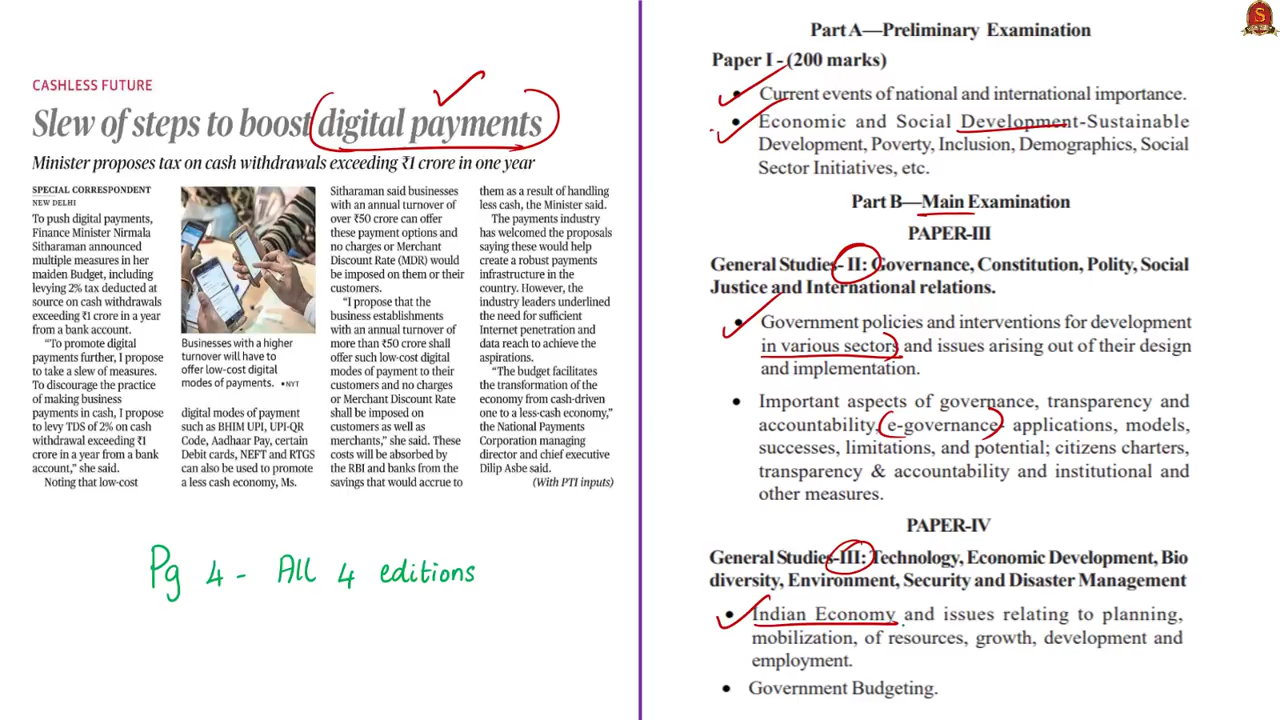 CASHLESS FUTURE
Slew of steps to boost digital payments
Minister proposes tax on cash withdrawals exceeding ₹1 crore in one year
SPECIAL CORRESPONDENT
NEW DELHI
To push digital payments,
Finance Minister Nirmala
Sitharaman announced
multiple measures in her
maiden Budget, including
levying 2% tax deducted at
source on cash withdrawals
exceeding ₹1 crore in a year
from a bank account.
“To promote digital
payments further, I propose
to take a slew of measures.
To discourage the practice
of making business
payments in cash, I propose
to levy TDS of 2% on cash
withdrawal exceeding ₹1
crore in a year from a bank
account,” she said.
Noting that low-cost
Businesses with a higher
turnover will have to
offer low-cost digital
modes of payments. •NYT
digital modes of payment
such as BHIM UPI, UPI-QR
Code, Aadhaar Pay, certain
Debit cards, NEFT and RTGS
can also be used to promote
a less cash economy, Ms.
Sitharaman said businesses
with an annual turnover of
over ₹50 crore can offer
these payment options and
no charges or Merchant
Discount Rate (MDR) would
be imposed on them or their
customers.
“I propose that the
business establishments
with an annual turnover of
more than ₹50 crore shall
offer such low-cost digital
modes of payment to their
customers and no charges
or Merchant Discount Rate
shall be imposed on
customers as well as
merchants,” she said. These
costs will be absorbed by
the RBI and banks from the
savings that would accrue to
them as a result of handling
less cash, the Minister said.
The payments industry
has welcomed the proposals
saying these would help
create a robust payments
infrastructure in the
country. However, the
industry leaders underlined
the need for sufficient
Internet penetration and
data reach to achieve the
aspirations.
“The budget facilitates
the transformation of the
economy from cash-driven
one to a less-cash economy,”
the National Payments
Corporation managing
director and chief executive
Dilip Asbe said.
(With PTI inputs)
Pg 4 - All 4 editions
Part A—Preliminary Examination
Paper I - (200 marks)
• Current events of national and international importance.
• Economic and Social Development-Sustainable
Development, Poverty, Inclusion, Demographics, Social
Sector Initiatives, etc.
Part B—Main Examination
PAPER-III
General Studies- II: Governance, Constitution, Polity, Social
Justice and International relations.
• Government policies and interventions for development
in various sectors and issues arising out of their design
and implementation.
• Important aspects of governance, transparency and
accountability, e-governance- applications, models,
successes, limitations, and potential; citizens charters,
transparency & accountability and institutional and
other measures.
PAPER-IV
General Studies-III: Technology, Economic Development, Bio
diversity, Environment, Security and Disaster Management
• Indian Economy and issues relating to planning,
mobilization, of resources, growth, development and
employment.
• Government Budgeting.
S